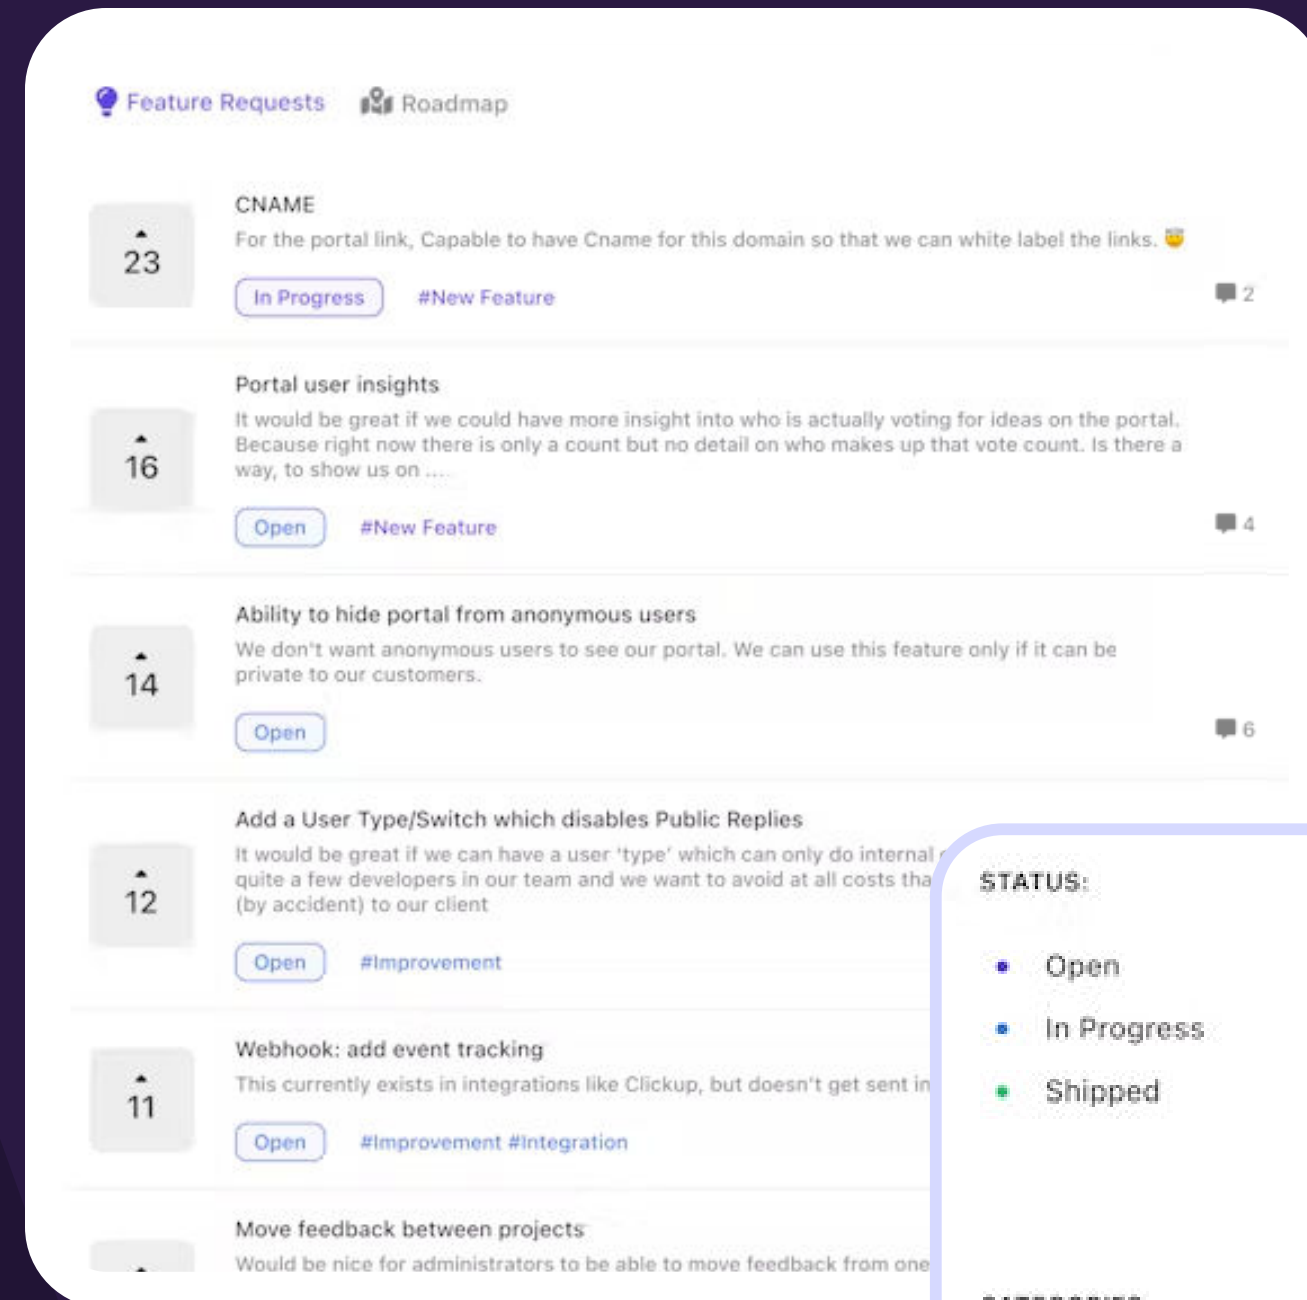 Feature Requests
Roadmap
23
CNAME
For the portal link, Capable to have Cname for this domain so that we can white label the links. 😇
In Progress #New Feature
2
16
Portal user insights
It would be great if we could have more insight into who is actually voting for ideas on the portal.
Because right now there is only a count but no detail on who makes up that vote count. Is there a
way, to show us on ....
Open #New Feature
4
14
Ability to hide portal from anonymous users
We don't want anonymous users to see our portal. We can use this feature only if it can be
private to our customers.
Open
6
12
Add a User Type/Switch which disables Public Replies
It would be great if we can have a user 'type' which can only do internal
quite a few developers in our team and we want to avoid at all costs tha
(by accident) to our client
Open #Improvement
11
Webhook: add event tracking
This currently exists in integrations like Clickup, but doesn't get sent in
Open #Improvement #Integration
Move feedback between projects
Would be nice for administrators to be able to move feedback from one
STATUS:
Open
In Progress
Shipped